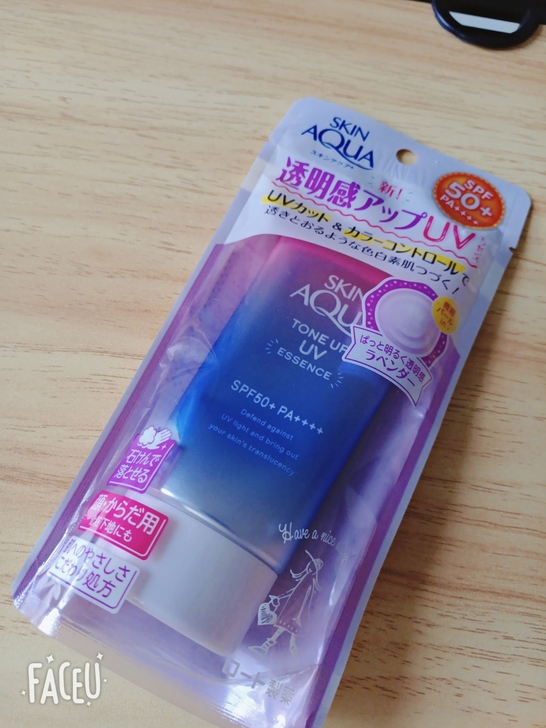 SKIN
AQUA
スキンアクア
新!
透明感アップUV
SPF
50+
PA++++
UVカット&カラーコントロールで
透きとおるような色白素肌つづく!
SKIN
AQUA
TONE UP
UV
ESSENCE
ぱっと明るく透明感
ラベンダー
SPF50+ PA++++
Defend against
UV light and bring out
your skin's translucency
石けんで
落とせる
からだ用
下地にも
へのやさしさ
こだわり処方
Have a nice
ロート製薬
FACEU